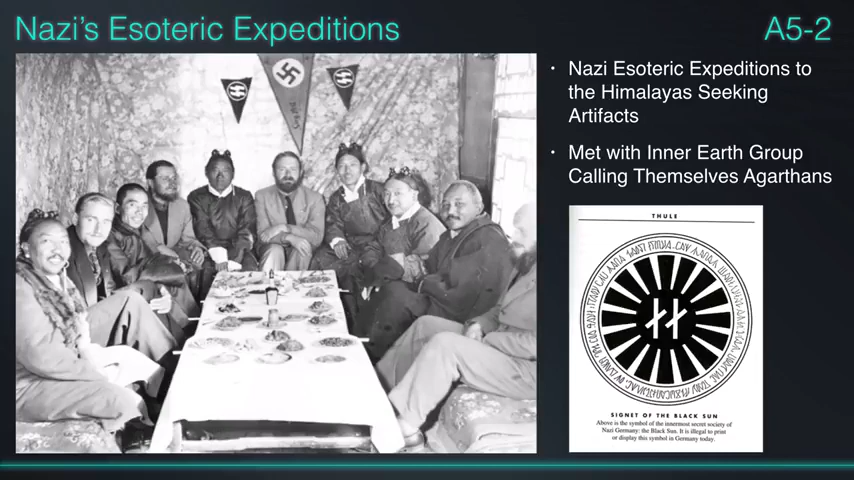 Nazi's Esoteric Expeditions
A5-2
• Nazi Esoteric Expeditions to
the Himalayas Seeking
Artifacts
• Met with Inner Earth Group
Calling Themselves Agarthans
THULE
SIGNET OF THE BLACK SUN
Above is the symbol of the innermost secret society of
Nazi Germany: the Black Sun. It is illegal to print
or display this symbol in Germany today.